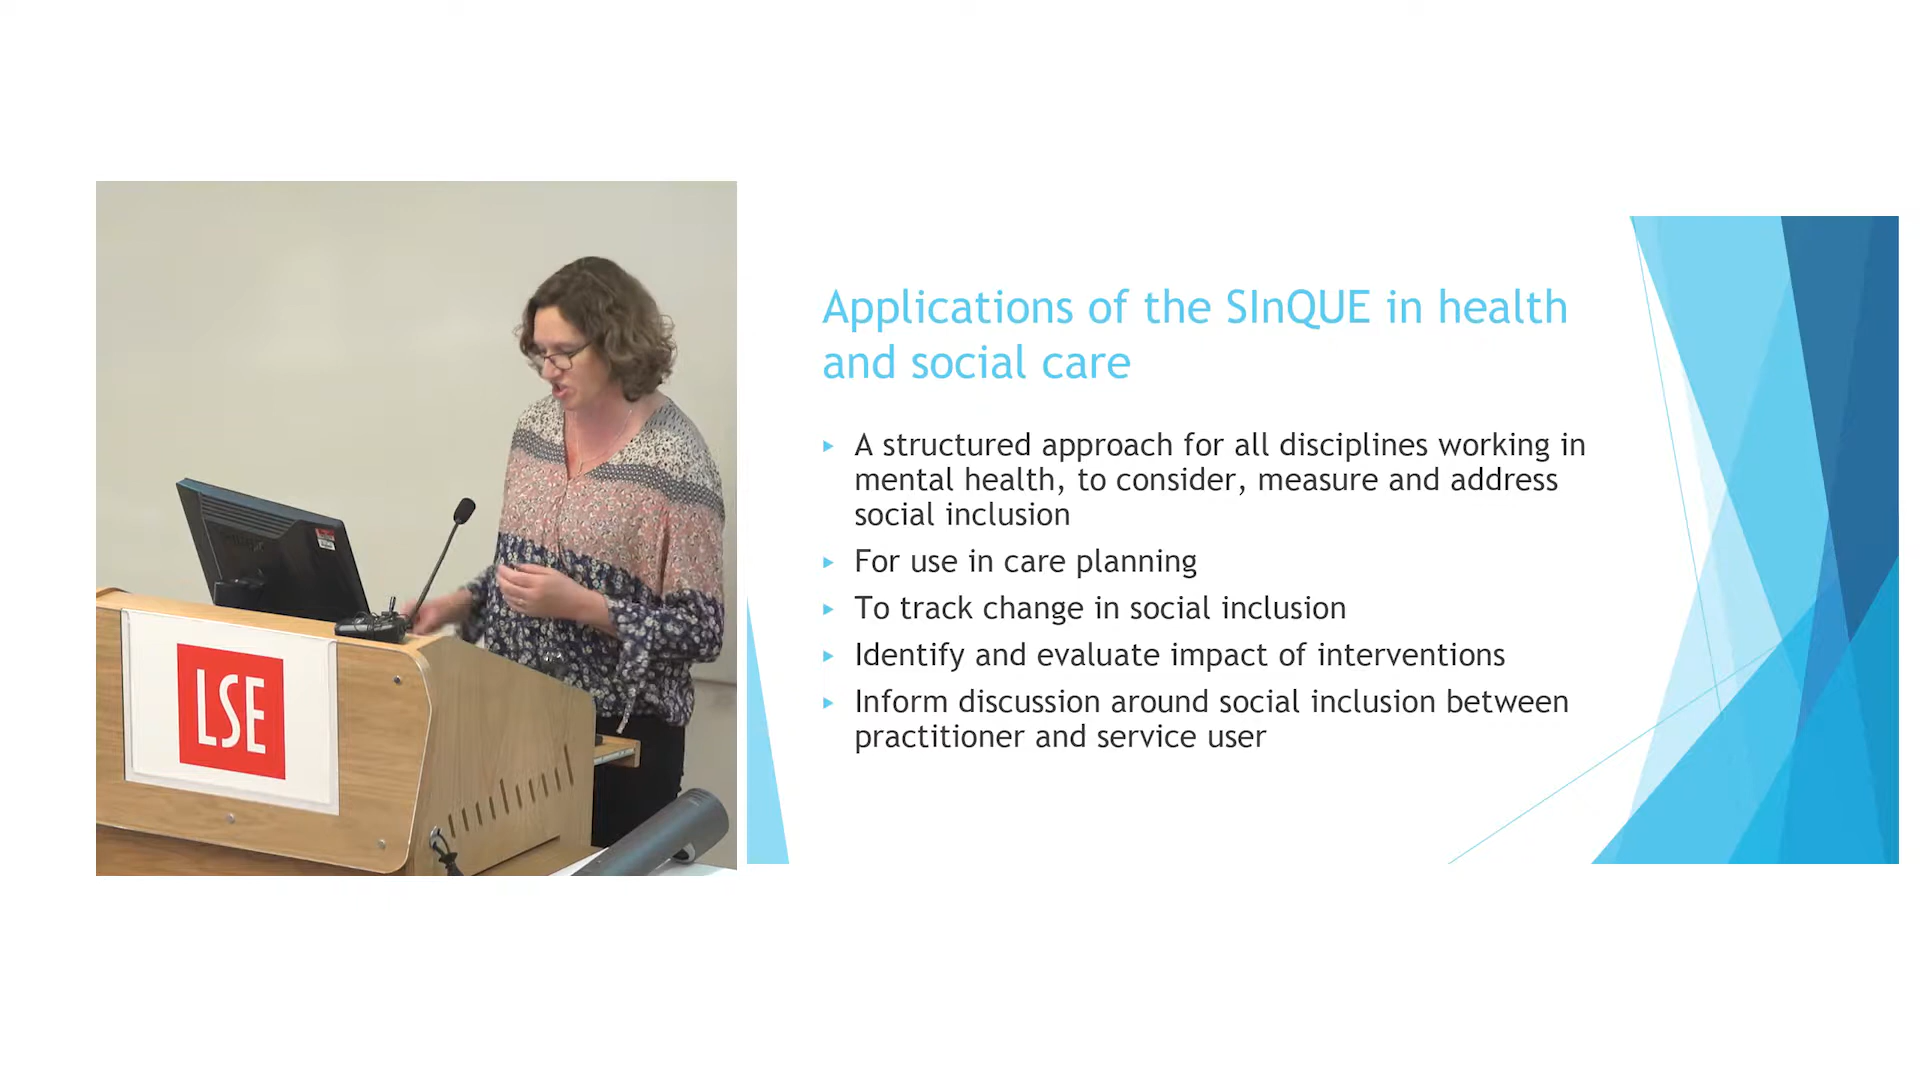 LSE
Applications of the SInQUE in health
and social care
A structured approach for all disciplines working in
mental health, to consider, measure and address
social inclusion
For use in care planning
To track change in social inclusion
Identify and evaluate impact of interventions
Inform discussion around social inclusion between
practitioner and service user